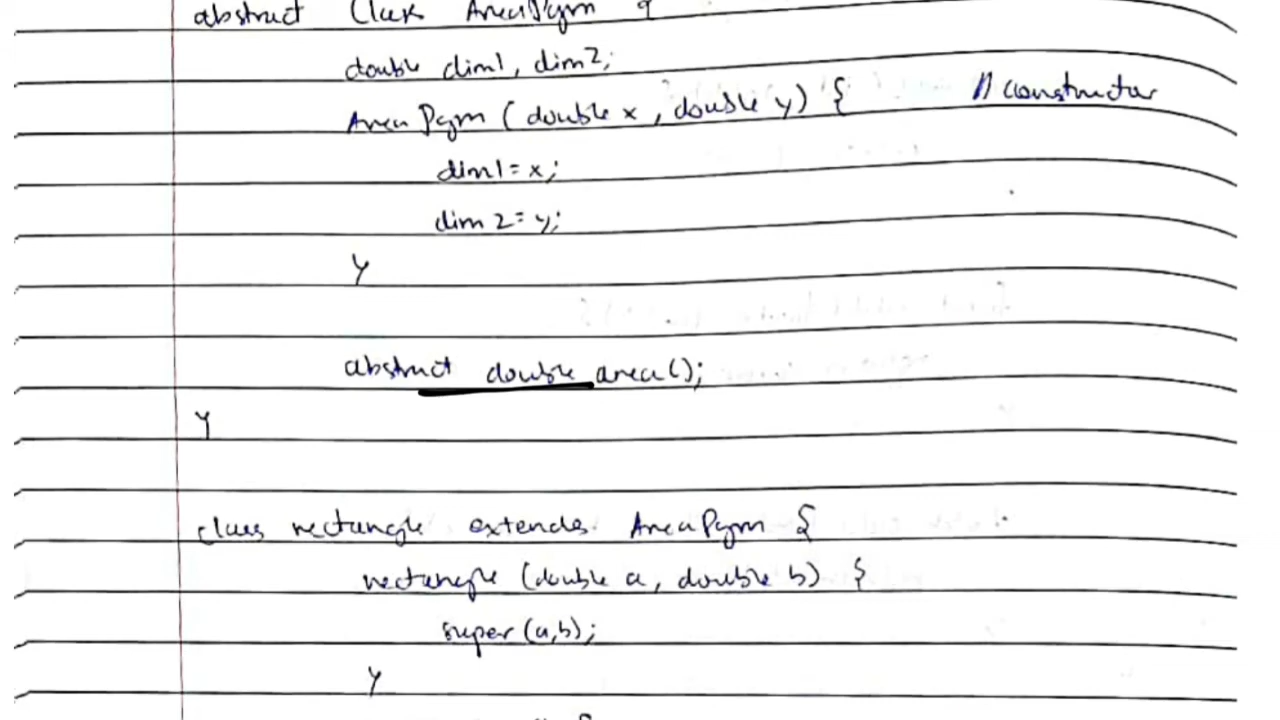 abstract Class AreaPgm {
double dim1, dim2;
AreaPgm (double x, double y) { // constructor
dim1 = x;
dim2 = y;
}
abstract double area();
}
class rectangle extends AreaPgm {
rectangle (double a, double b) {
super (a,b);
}